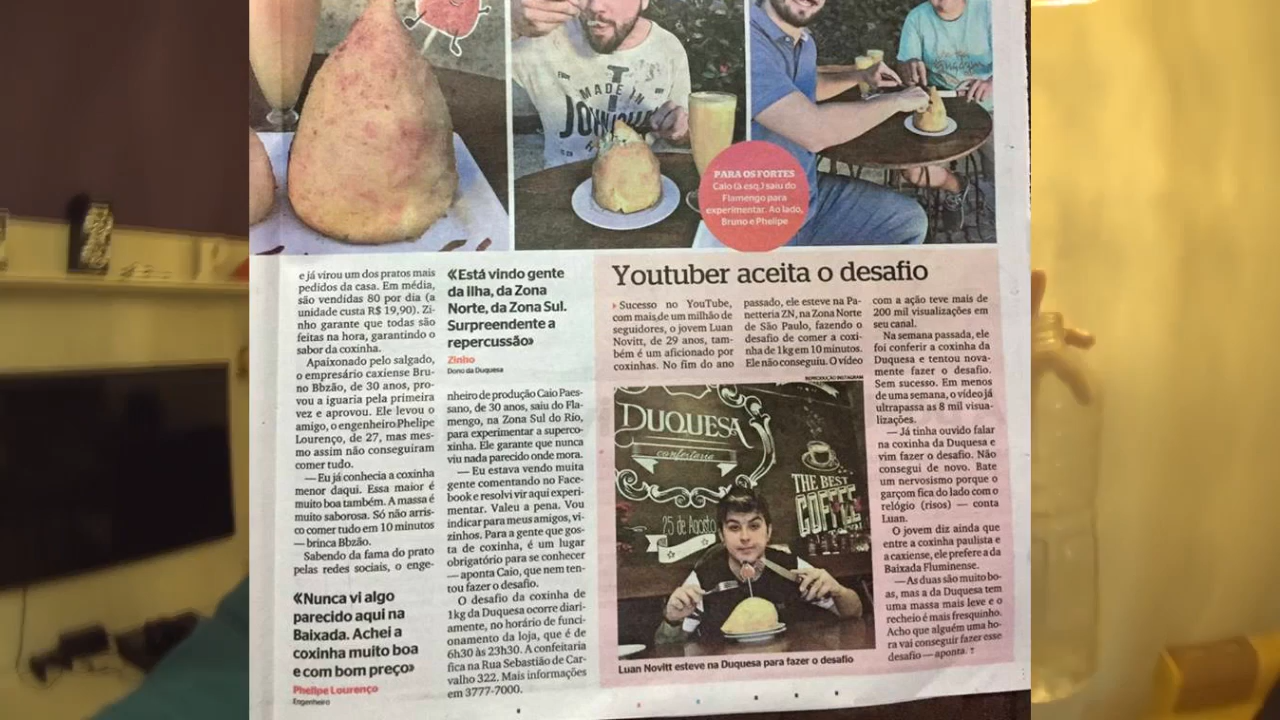 MADE IN
PARA OS FORTES
Caio (à esq.) saiu do
Flamengo para
experimentar. Ao lado,
Bruno e Phelipe
e já virou um dos pratos mais
pedidos da casa. Em média,
são vendidas 80 por dia (a
unidade custa R$ 19,90). Zi-
nho garante que todas são
feitas na hora, garantindo o
sabor da coxinha.
Apaixonado pelo salgado,
o empresário caxiense Bru-
no Bbzão, de 30 anos, pro-
vou a iguaria pela primeira
vez e aprovou. Ele levou o
amigo, o engenheiro Phelipe
Lourenço, de 27, mas mes-
mo assim não conseguiram
comer tudo.
— Eu já conhecia a coxinha
menor daqui. Essa maior é
muito boa também. A massa é
muito saborosa. Só não arris-
co comer tudo em 10 minutos
— brinca Bbzão.
Sabendo da fama do prato
pelas redes sociais, o enge-
«Nunca vi algo
parecido aqui na
Baixada. Achei a
coxinha muito boa
e com bom preço»
Phelipe Lourenço
Engenheiro
«Está vindo gente
da ilha, da Zona
Norte, da Zona Sul.
Surpreendente a
repercussão»
Zinho
Dono da Duquesa
nheiro de produção Caio Paes-
sano, de 30 anos, saiu do Fla-
mengo, na Zona Sul do Rio,
para experimentar a superco-
xinha. Ele garante que nunca
viu nada parecido onde mora.
— Eu estava vendo muita
gente comentando no Face-
book e resolvi vir aqui experi-
mentar. Valeu a pena. Vou
indicar para meus amigos, vi-
zinhos. Para a gente que gos-
ta de coxinha, é um lugar
obrigatório para se conhecer
— aponta Caio, que nem ten-
tou fazer o desafio.
O desafio da coxinha de
1kg da Duquesa ocorre diari-
amente, no horário de funci-
onamento da loja, que é de
6h30 às 23h30. A confeitaria
fica na Rua Sebastião de Car-
valho 322. Mais informações
em 3777-7000.
Youtuber aceita o desafio
Sucesso no YouTube,
com mais de um milhão de
seguidores, o jovem Luan
Novitt, de 29 anos, tam-
bém é um aficionado por
coxinhas. No fim do ano
passado, ele esteve na Pa-
netteria ZN, na Zona Norte
de São Paulo, fazendo o
desafio de comer a coxi-
nha de 1kg em 10 minutos.
Ele não conseguiu. O vídeo
com a ação teve mais de
200 mil visualizações em
seu canal.
Na semana passada, ele
foi conferir a coxinha da
Duquesa e tentou nova-
mente fazer o desafio.
Sem sucesso. Em menos
de uma semana, o vídeo já
ultrapassa as 8 mil visua-
lizações.
— Já tinha ouvido falar
na coxinha da Duquesa e
vim fazer o desafio. Não
consegui de novo. Bate
um nervosismo porque o
garçom fica do lado com o
relógio (risos) — conta
Luan.
O jovem diz ainda que
entre a coxinha paulista e
a caxiense, ele prefere a da
Baixada Fluminense.
— As duas são muito bo-
as, mas a da Duquesa tem
uma massa mais leve e o
recheio é mais fresquinho.
Acho que alguém uma ho-
ra vai conseguir fazer esse
desafio — aponta.
REPRODUÇÃO INSTAGRAM
DUQUESA
confeitaria
THE BEST
COFFEE
25 de Agosto
Luan Novitt esteve na Duquesa para fazer o desafio